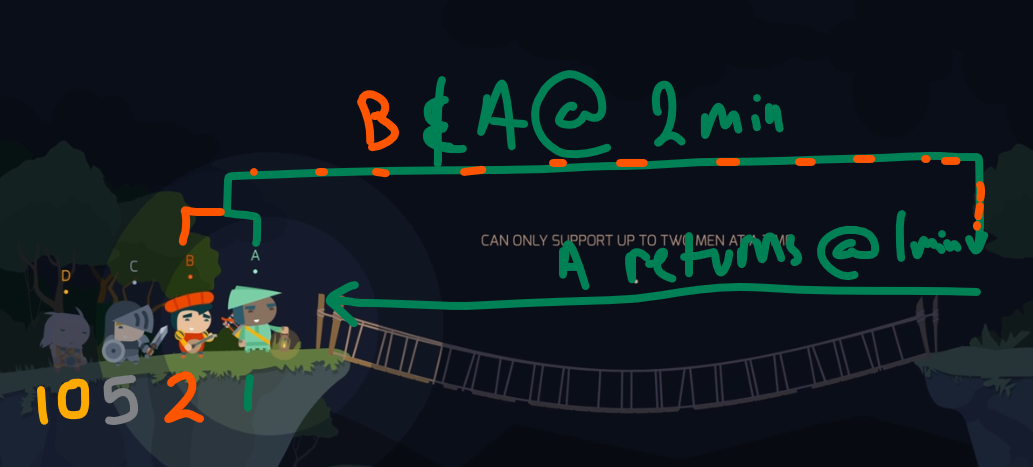 B & A @ 2 min
CAN ONLY SUPPORT UP TO TWO MEN AT A TIME
A returns @ 1 min
A
B
C
D
10 5 2 1